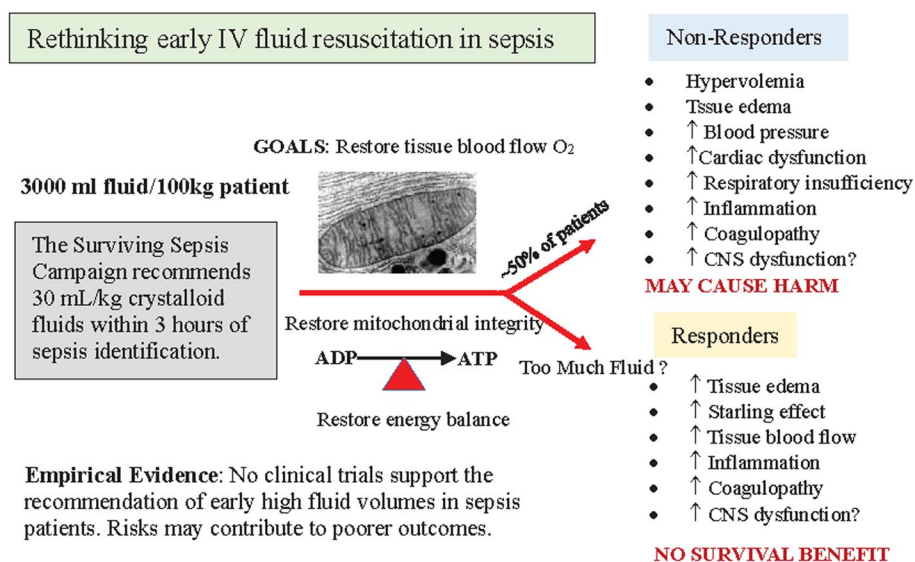 Rethinking early IV fluid resuscitation in sepsis
GOALS: Restore tissue blood flow O₂
3000 ml fluid/100kg patient
The Surviving Sepsis
Campaign recommends
30 mL/kg crystalloid
fluids within 3 hours of
sepsis identification.
~50% of patients
Restore mitochondrial integrity
ADP
ATP
Restore energy balance
Too Much Fluid ?
Empirical Evidence: No clinical trials support the
recommendation of early high fluid volumes in sepsis
patients. Risks may contribute to poorer outcomes.
Non-Responders
• Hypervolemia
• Tssue edema
• ↑ Blood pressure
• ↑Cardiac dysfunction
• ↑ Respiratory insufficiency
• ↑ Inflammation
• ↑ Coagulopathy
• ↑ CNS dysfunction?
MAY CAUSE HARM
Responders
• ↑ Tissue edema
• ↑ Starling effect
• ↑ Tissue blood flow
• ↑ Inflammation
• ↑ Coagulopathy
• ↑ CNS dysfunction?
NO SURVIVAL BENEFIT